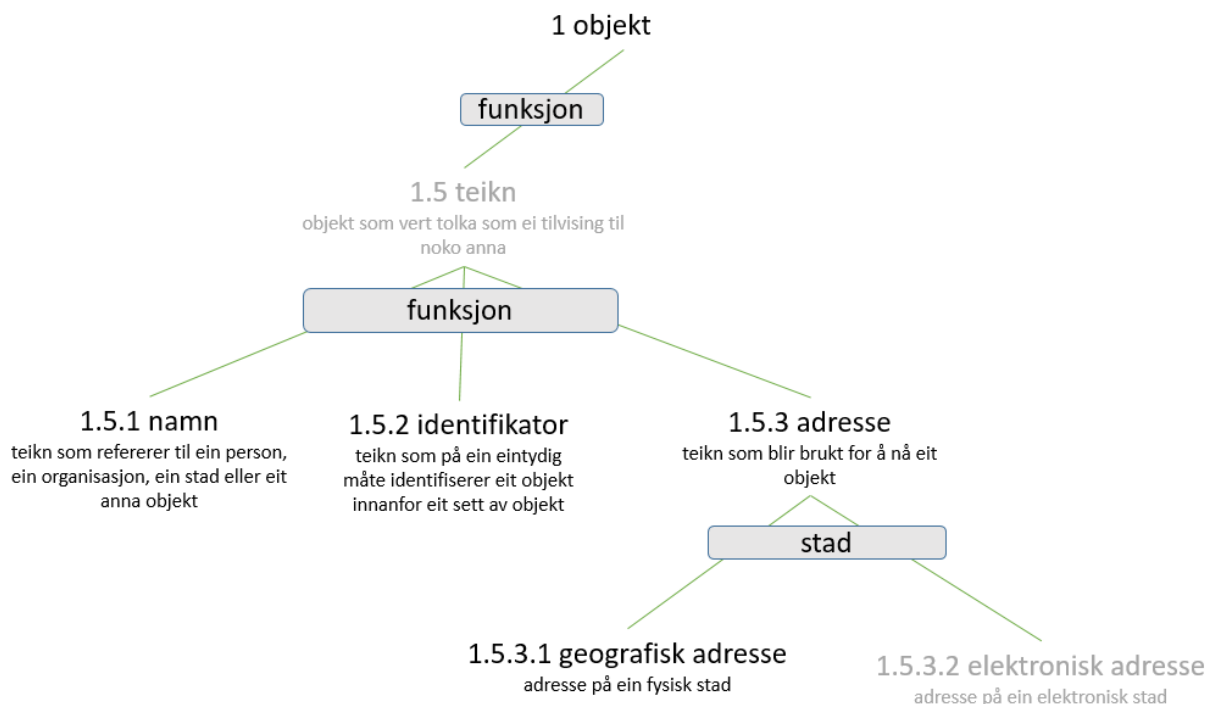 1 objekt
funksjon
1.5 teikn
objekt som vert tolka som ei tilvising til
noko anna
funksjon
1.5.1 namn
teikn som refererer til ein person,
ein organisasjon, ein stad eller eit
anna objekt
1.5.2 identifikator
teikn som på ein eintydig
måte identifiserer eit objekt
innanfor eit sett av objekt
1.5.3 adresse
teikn som blir brukt for å nå eit
objekt
stad
1.5.3.1 geografisk adresse
adresse på ein fysisk stad
1.5.3.2 elektronisk adresse
adresse på ein elektronisk stad